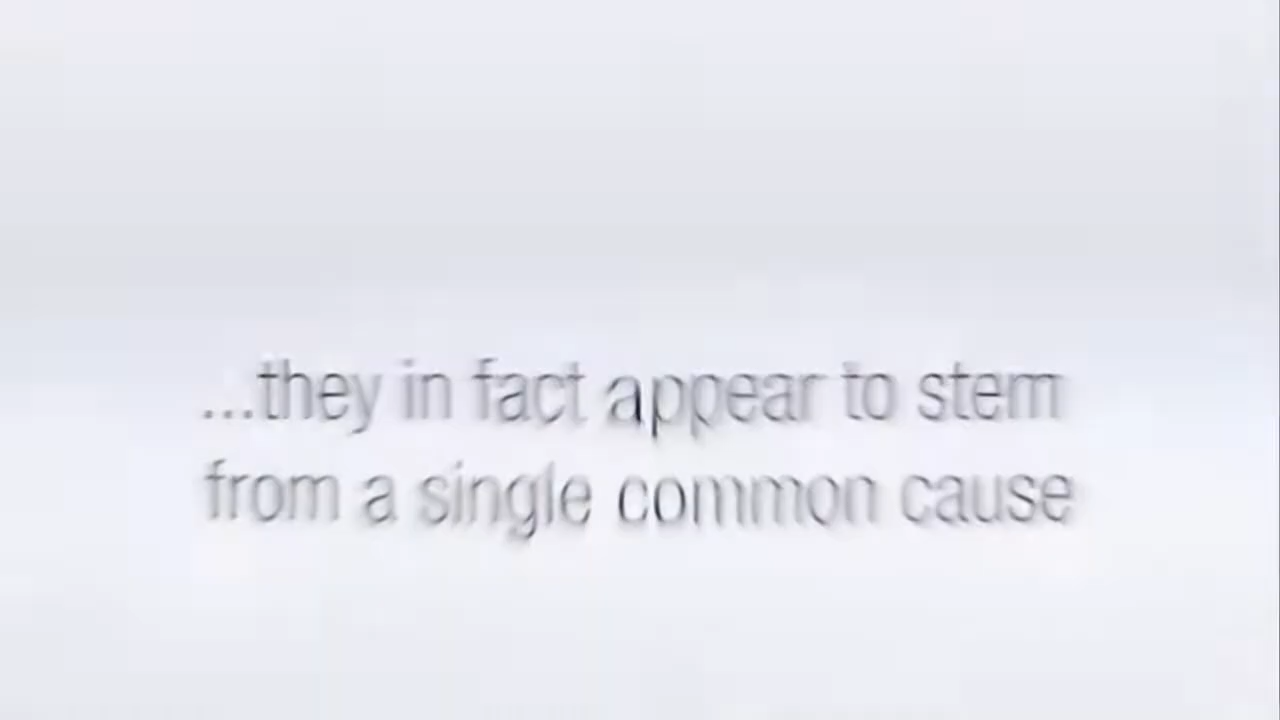 ...they in fact appear to stem
from a single common cause